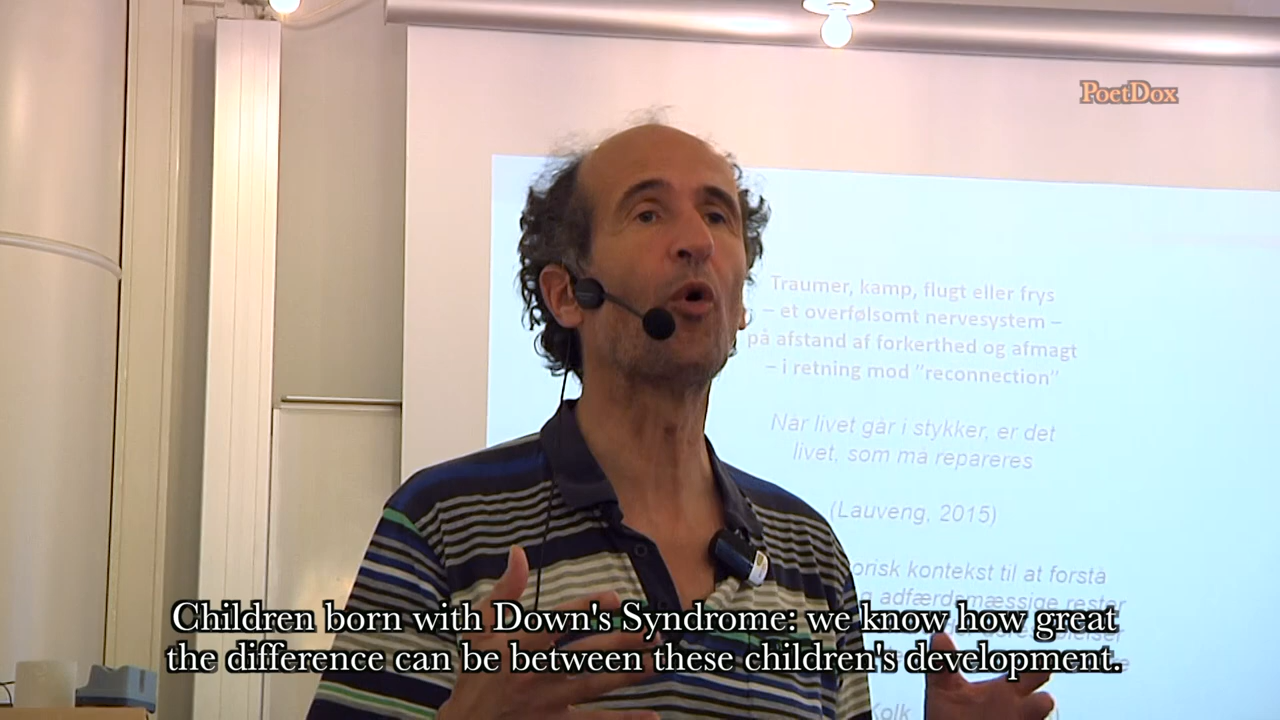 PoetDox
Traumer, kamp, flugt eller frys
– et overfølsomt nervesystem –
på afstand af forkerthed og afmagt
– i retning mod "reconnection"
Når livet går i stykker, er det
livet, som må repareres
(Lauveng, 2015)
kontekst til at forstå
adfærdsmæssige rester
Children born with Down's Syndrome: we know how great
the difference can be between these children's development.
Kolk